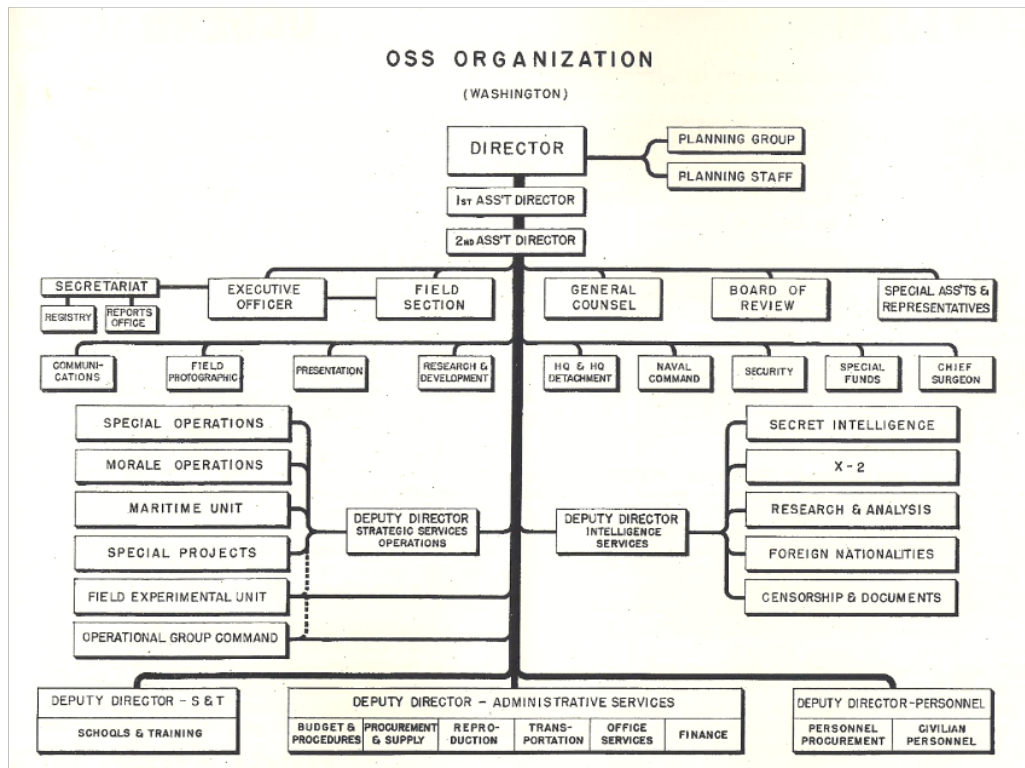 OSS ORGANIZATION
(WASHINGTON)
DIRECTOR
PLANNING GROUP
PLANNING STAFF
1ST ASS'T DIRECTOR
2ND ASS'T DIRECTOR
SECRETARIAT
REGISTRY
REPORTS
OFFICE
EXECUTIVE
OFFICER
FIELD
SECTION
GENERAL
COUNSEL
BOARD OF
REVIEW
SPECIAL ASS'TS &
REPRESENTATIVES
COMMUNI-
CATIONS
FIELD
PHOTOGRAPHIC
PRESENTATION
RESEARCH &
DEVELOPMENT
HQ & HQ
DETACHMENT
NAVAL
COMMAND
SECURITY
SPECIAL
FUNDS
CHIEF
SURGEON
SPECIAL OPERATIONS
MORALE OPERATIONS
MARITIME UNIT
SPECIAL PROJECTS
FIELD EXPERIMENTAL UNIT
OPERATIONAL GROUP COMMAND
DEPUTY DIRECTOR
STRATEGIC SERVICES
OPERATIONS
DEPUTY DIRECTOR
INTELLIGENCE
SERVICES
SECRET INTELLIGENCE
X-2
RESEARCH & ANALYSIS
FOREIGN NATIONALITIES
CENSORSHIP & DOCUMENTS
DEPUTY DIRECTOR – S & T
SCHOOLS & TRAINING
DEPUTY DIRECTOR – ADMINISTRATIVE SERVICES
BUDGET &
PROCEDURES
PROCUREMENT
& SUPPLY
REPRO-
DUCTION
TRANS-
PORTATION
OFFICE
SERVICES
FINANCE
DEPUTY DIRECTOR-PERSONNEL
PERSONNEL
PROCUREMENT
CIVILIAN
PERSONNEL